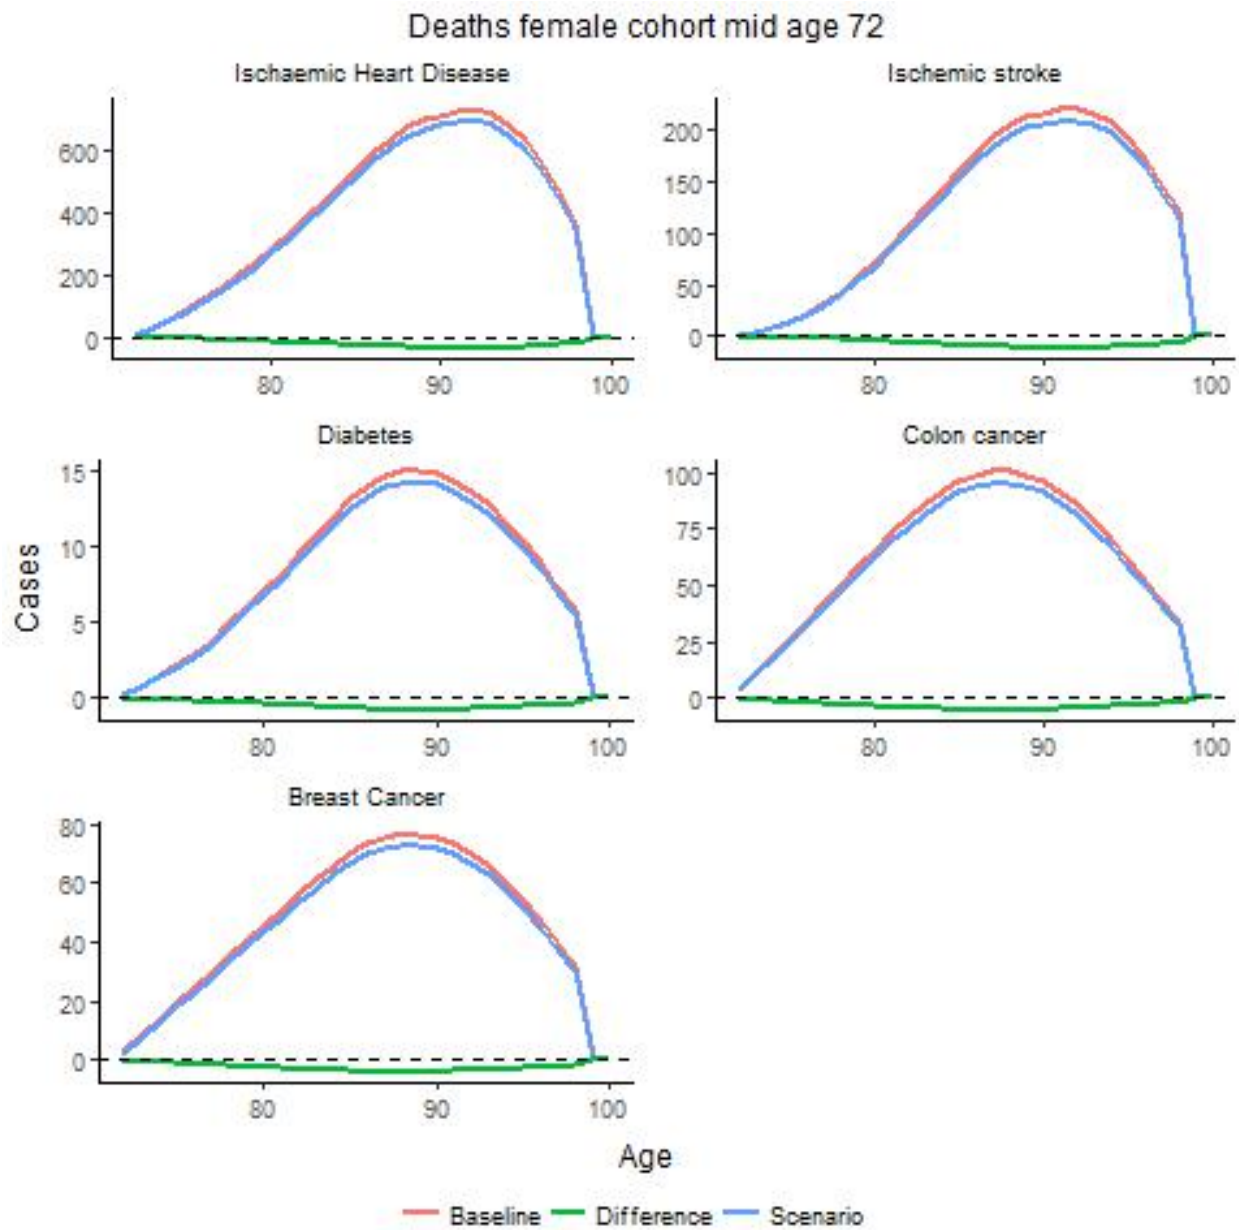 Deaths female cohort mid age 72
Ischaemic Heart Disease
600
400
200
0
80 90 100
Ischemic stroke
200
150
100
50
0
80 90 100
Diabetes
15
10
5
0
80 90 100
Colon cancer
100
75
50
25
0
80 90 100
Breast Cancer
80
60
40
20
0
80 90 100
Cases
Age
Baseline Difference Scenario